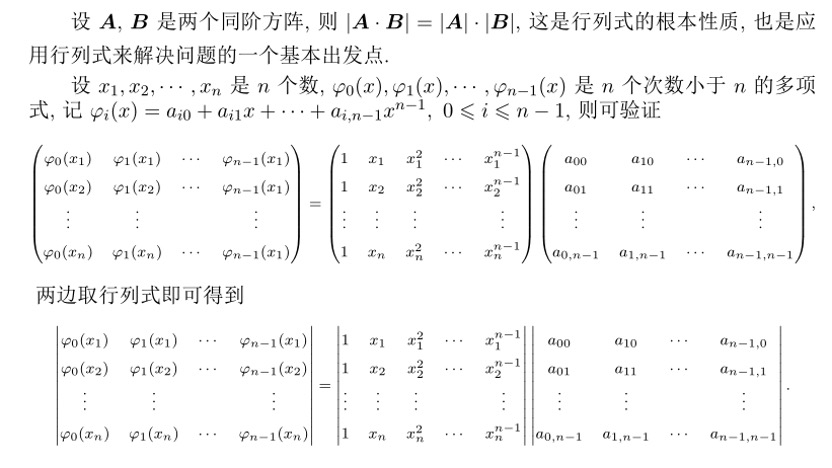 设 $\boldsymbol{A}$, $\boldsymbol{B}$ 是两个同阶方阵, 则 $|\boldsymbol{A} \cdot \boldsymbol{B}| = |\boldsymbol{A}| \cdot |\boldsymbol{B}|$, 这是行列式的根本性质, 也是应
用行列式来解决问题的一个基本出发点.
设 $x_1, x_2, \cdots, x_n$ 是 $n$ 个数, $\varphi_0(x), \varphi_1(x), \cdots, \varphi_{n-1}(x)$ 是 $n$ 个次数小于 $n$ 的多项
式, 记 $\varphi_i(x) = a_{i0} + a_{i1}x + \cdots + a_{i,n-1}x^{n-1},\ 0 \leqslant i \leqslant n-1$, 则可验证
$\begin{pmatrix} \varphi_0(x_1) & \varphi_1(x_1) & \cdots & \varphi_{n-1}(x_1) \\ \varphi_0(x_2) & \varphi_1(x_2) & \cdots & \varphi_{n-1}(x_1) \\ \vdots & \vdots & & \vdots \\ \varphi_0(x_n) & \varphi_1(x_n) & \cdots & \varphi_{n-1}(x_1) \end{pmatrix} = \begin{pmatrix} 1 & x_1 & x_1^2 & \cdots & x_1^{n-1} \\ 1 & x_2 & x_2^2 & \cdots & x_2^{n-1} \\ \vdots & \vdots & \vdots & & \vdots \\ 1 & x_n & x_n^2 & \cdots & x_n^{n-1} \end{pmatrix} \begin{pmatrix} a_{00} & a_{10} & \cdots & a_{n-1,0} \\ a_{01} & a_{11} & \cdots & a_{n-1,1} \\ \vdots & \vdots & & \vdots \\ a_{0,n-1} & a_{1,n-1} & \cdots & a_{n-1,n-1} \end{pmatrix},$
两边取行列式即可得到
$\begin{vmatrix} \varphi_0(x_1) & \varphi_1(x_1) & \cdots & \varphi_{n-1}(x_1) \\ \varphi_0(x_2) & \varphi_1(x_2) & \cdots & \varphi_{n-1}(x_2) \\ \vdots & \vdots & & \vdots \\ \varphi_0(x_n) & \varphi_1(x_n) & \cdots & \varphi_{n-1}(x_n) \end{vmatrix} = \begin{vmatrix} 1 & x_1 & x_1^2 & \cdots & x_1^{n-1} \\ 1 & x_2 & x_2^2 & \cdots & x_2^{n-1} \\ \vdots & \vdots & \vdots & & \vdots \\ 1 & x_n & x_n^2 & \cdots & x_n^{n-1} \end{vmatrix} \begin{vmatrix} a_{00} & a_{10} & \cdots & a_{n-1,0} \\ a_{01} & a_{11} & \cdots & a_{n-1,1} \\ \vdots & \vdots & & \vdots \\ a_{0,n-1} & a_{1,n-1} & \cdots & a_{n-1,n-1} \end{vmatrix}.$